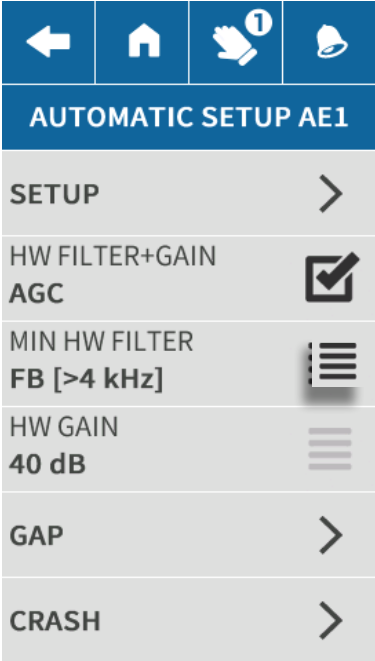 1
AUTOMATIC SETUP AE1
SETUP
HW FILTER+GAIN
AGC
MIN HW FILTER
FB [>4 kHz]
HW GAIN
40 dB
GAP
CRASH